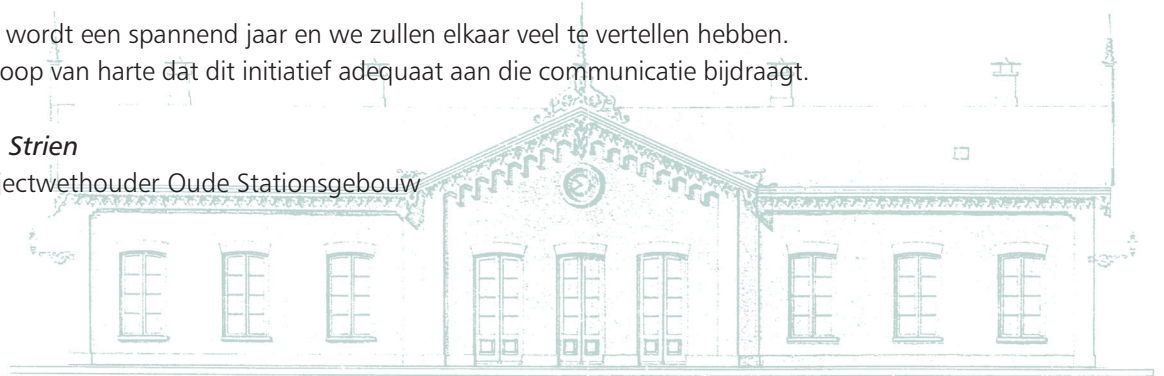 wordt een spannend jaar en we zullen elkaar veel te vertellen hebben.
oop van harte dat dit initiatief adequaat aan die communicatie bijdraagt.
Strien
jectwethouder Oude Stationsgebouw